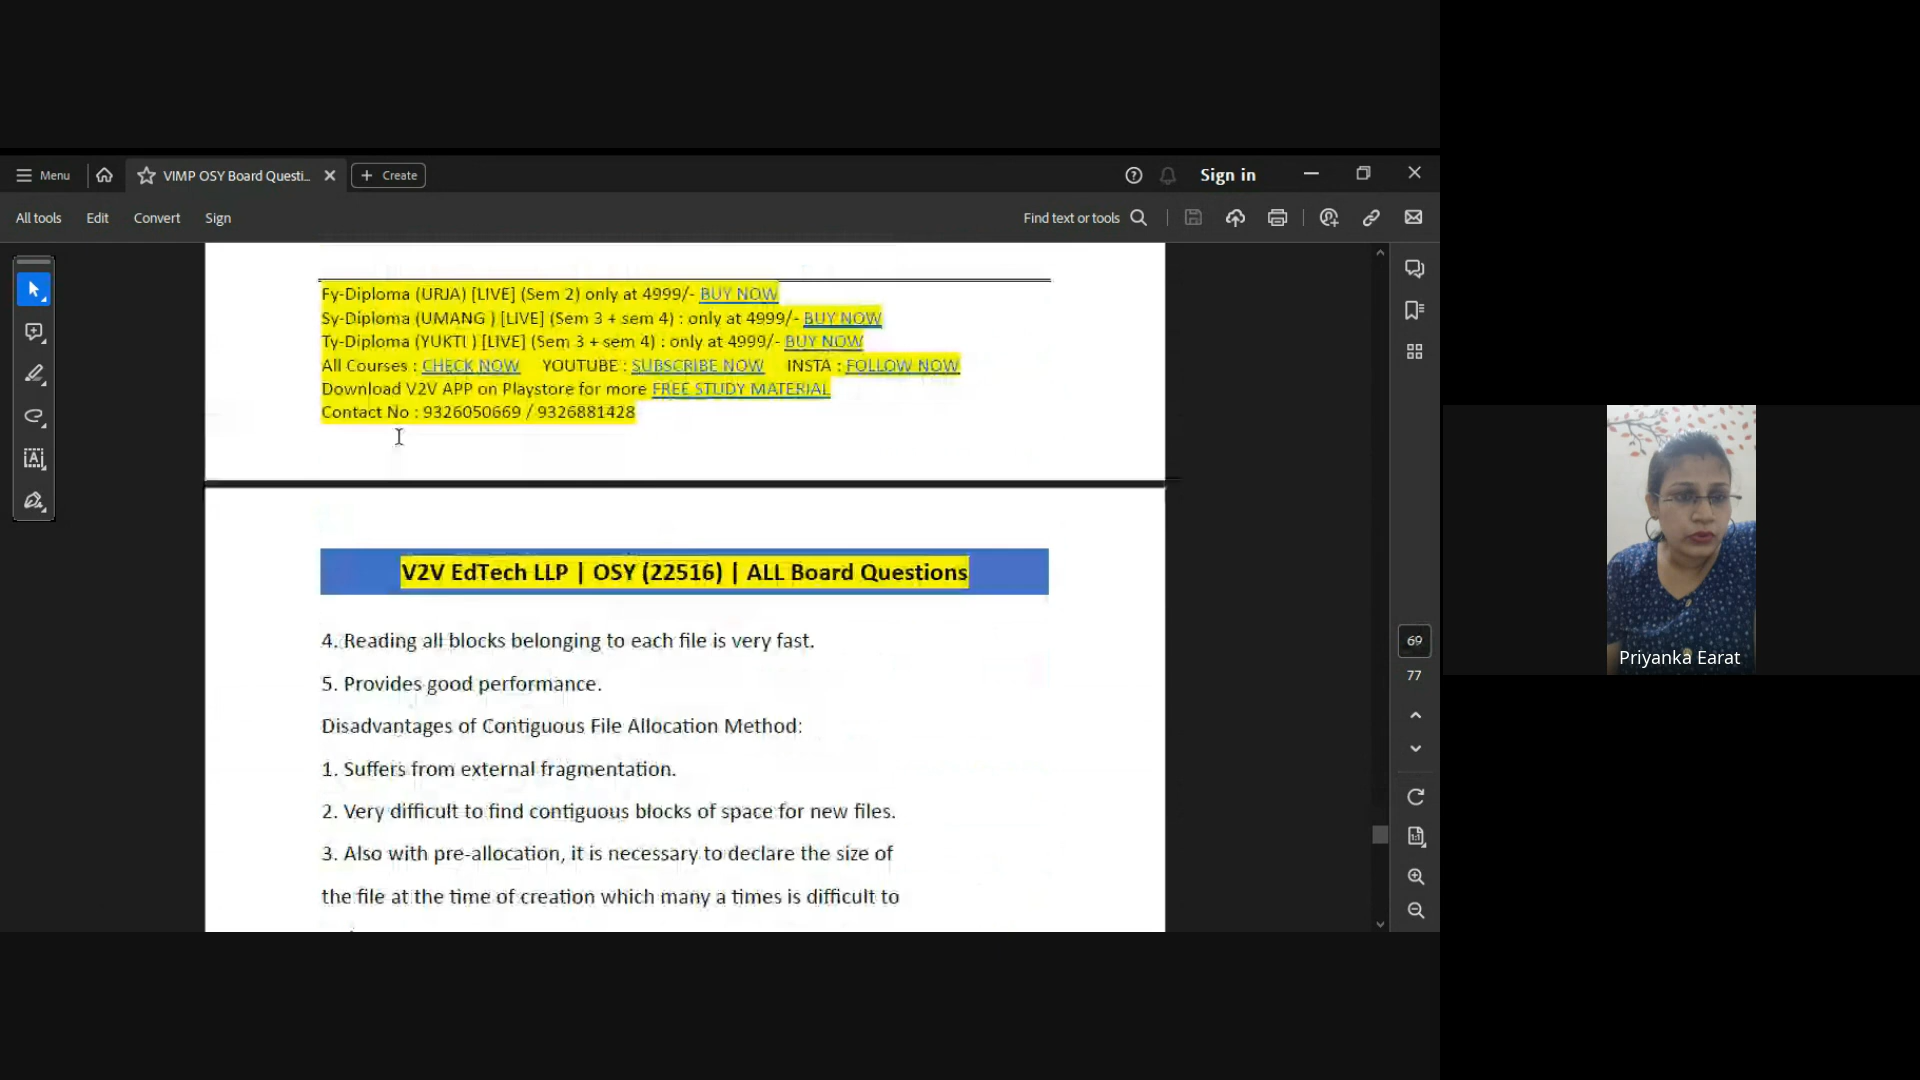 Menu
VIMP OSY Board Questi...
Create
Sign in
All tools
Edit
Convert
Sign
Find text or tools
Fy-Diploma (URJA) [LIVE] (Sem 2) only at 4999/- BUY NOW
Sy-Diploma (UMANG ) [LIVE] (Sem 3 + sem 4) : only at 4999/- BUY NOW
Ty-Diploma (YUKTI ) [LIVE] (Sem 3 + sem 4) : only at 4999/- BUY NOW
All Courses : CHECK NOW YOUTUBE : SUBSCRIBE NOW INSTA : FOLLOW NOW
Download V2V APP on Playstore for more FREE STUDY MATERIAL
Contact No : 9326050669 / 9326881428
V2V EdTech LLP | OSY (22516) | ALL Board Questions
4. Reading all blocks belonging to each file is very fast.
5. Provides good performance.
Disadvantages of Contiguous File Allocation Method:
1. Suffers from external fragmentation.
2. Very difficult to find contiguous blocks of space for new files.
3. Also with pre-allocation, it is necessary to declare the size of
the file at the time of creation which many a times is difficult to
69
77
Priyanka Earat